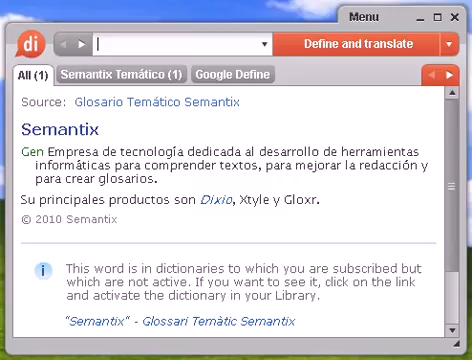 Menu
di
Define and translate
All (1)
Semantix Temático (1)
Google Define
Source: Glosario Temático Semantix
Semantix
Gen Empresa de tecnología dedicada al desarrollo de herramientas
informáticas para comprender textos, para mejorar la redacción y
para crear glosarios.
Su principales productos son Dixio, Xtyle y Gloxr.
© 2010 Semantix
i
This word is in dictionaries to which you are subscribed but
which are not active. If you want to see it, click on the link
and activate the dictionary in your Library.
"Semantix" - Glossari Temàtic Semantix